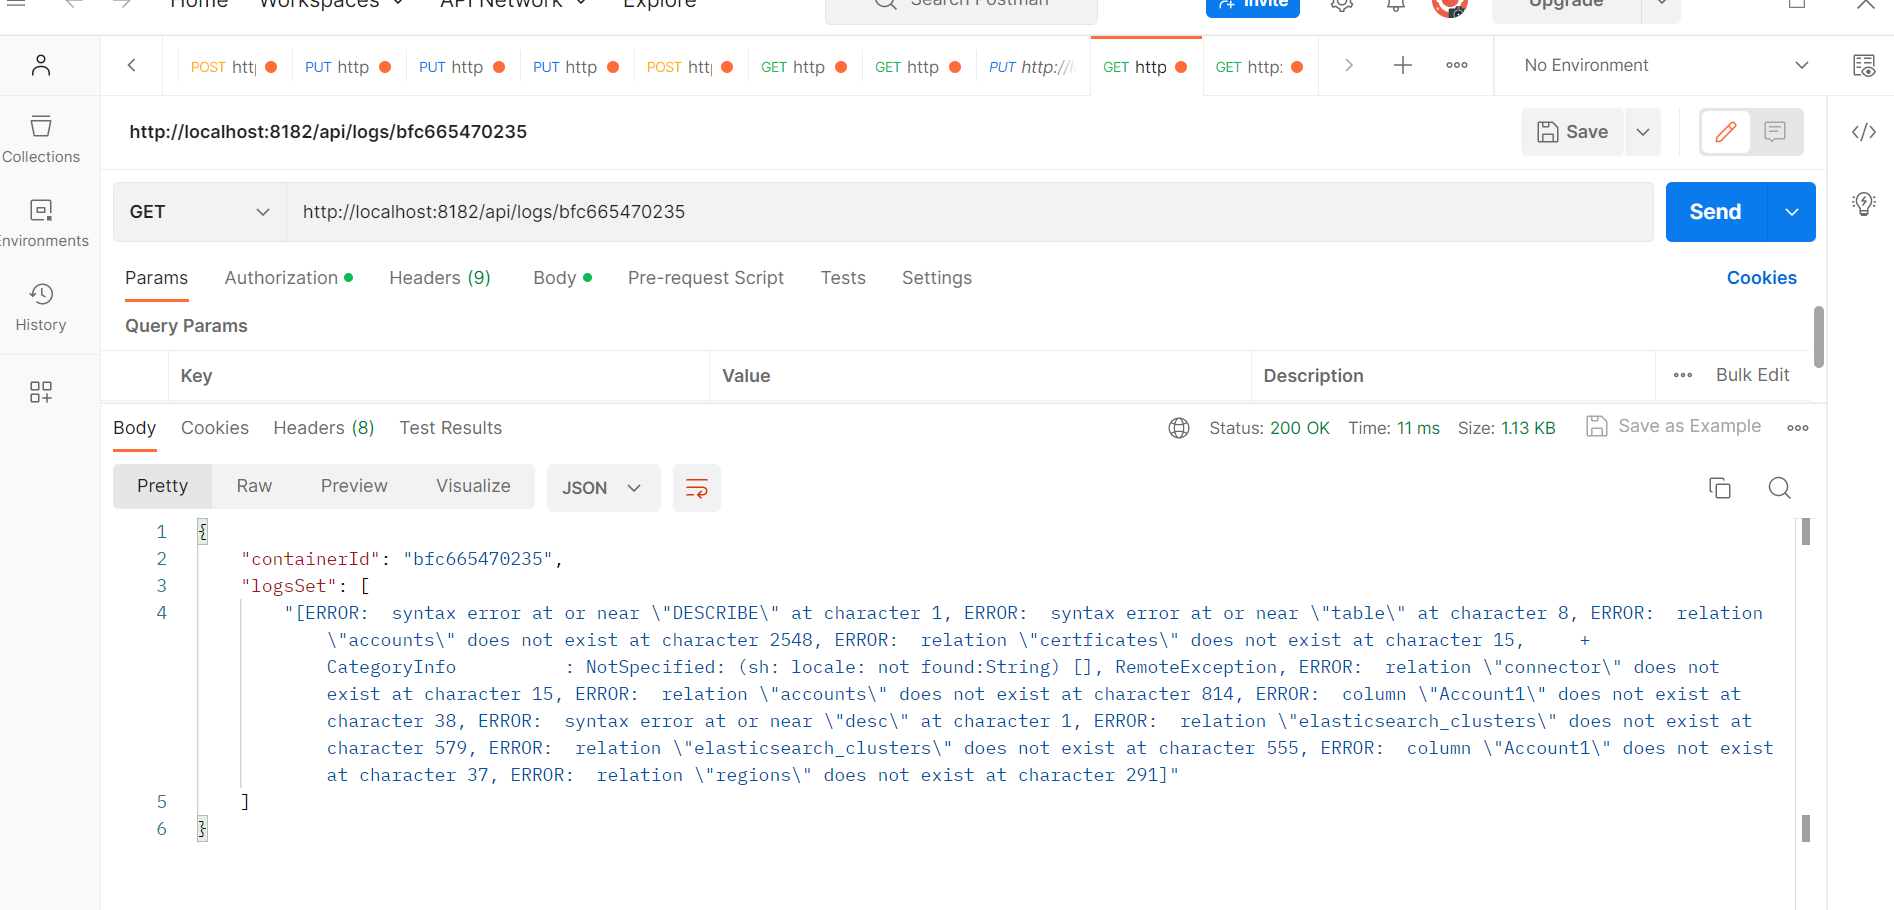 Home Workspaces API Network Explore Search Postman Invite Upgrade
POST http PUT http PUT http PUT http POST http GET http GET http PUT http:// GET http GET http: No Environment
http://localhost:8182/api/logs/bfc665470235 Save
Collections
GET http://localhost:8182/api/logs/bfc665470235 Send
Environments
Params Authorization Headers (9) Body Pre-request Script Tests Settings Cookies
History
Query Params
Key Value Description Bulk Edit
Body Cookies Headers (8) Test Results Status: 200 OK Time: 11 ms Size: 1.13 KB Save as Example
Pretty Raw Preview Visualize JSON
1 {
2 "containerId": "bfc665470235",
3 "logsSet": [
4 "[ERROR:  syntax error at or near \"DESCRIBE\" at character 1, ERROR:  syntax error at or near \"table\" at character 8, ERROR:  relation
\"accounts\" does not exist at character 2548, ERROR:  relation \"certficates\" does not exist at character 15,     +
CategoryInfo          : NotSpecified: (sh: locale: not found:String) [], RemoteException, ERROR:  relation \"connector\" does not
exist at character 15, ERROR:  relation \"accounts\" does not exist at character 814, ERROR:  column \"Account1\" does not exist at
character 38, ERROR:  syntax error at or near \"desc\" at character 1, ERROR:  relation \"elasticsearch_clusters\" does not exist at
character 579, ERROR:  relation \"elasticsearch_clusters\" does not exist at character 555, ERROR:  column \"Account1\" does not exist
at character 37, ERROR:  relation \"regions\" does not exist at character 291]"
5 ]
6 }